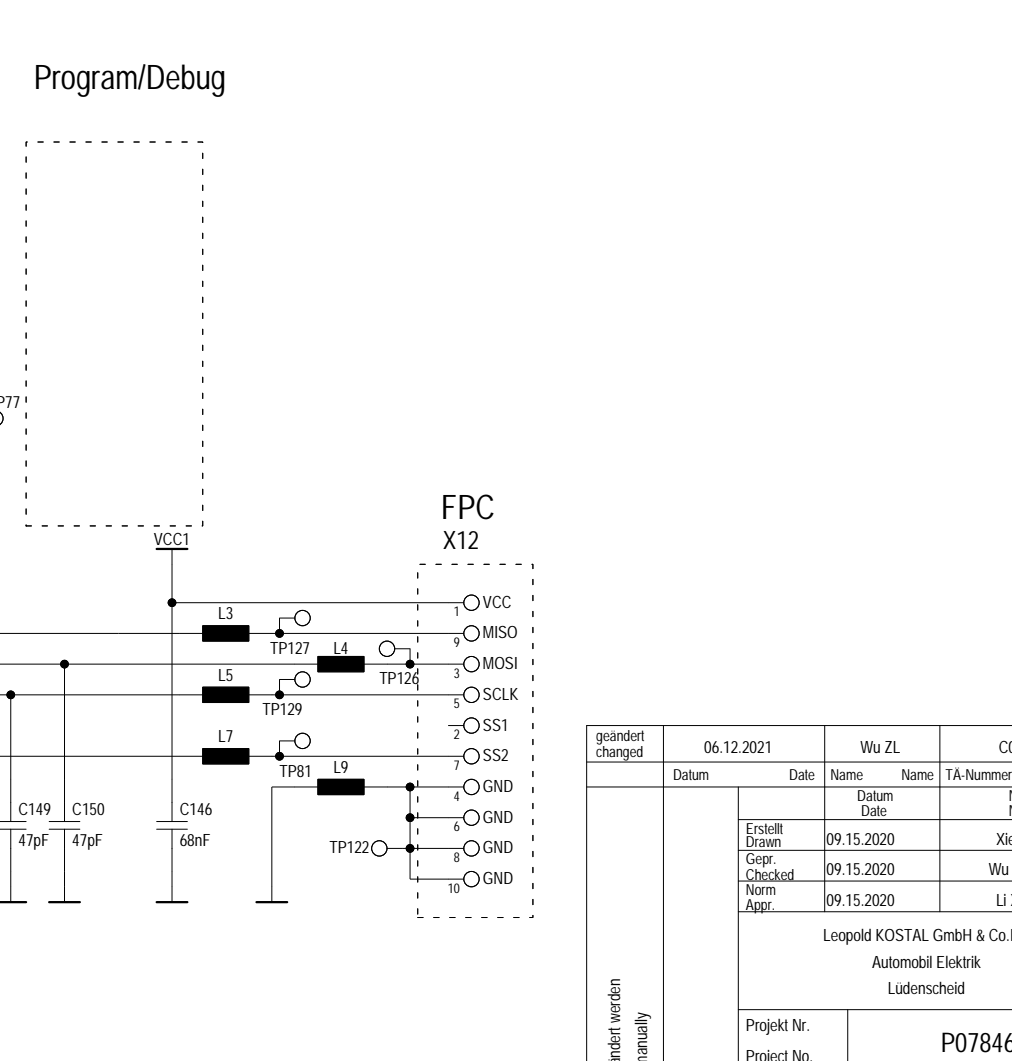 Program/Debug
P77
VCC1
FPC
X12
1 VCC
L3
TP127
9 MISO
L4
TP126
3 MOSI
L5
TP129
5 SCLK
2 SS1
L7
TP81
7 SS2
L9
4 GND
6 GND
TP122
8 GND
10 GND
C149
47pF
C150
47pF
C146
68nF
geändert
changed
06.12.2021
Wu ZL
Datum Date
Name Name
TÄ-Nummer
Datum
Date
Erstellt
Drawn
09.15.2020
Xie
Gepr.
Checked
09.15.2020
Wu
Norm
Appr.
09.15.2020
Li
Leopold KOSTAL GmbH & Co.
Automobil Elektrik
Lüdenscheid
Projekt Nr.
Project No.
P07846
ändert werden
manually